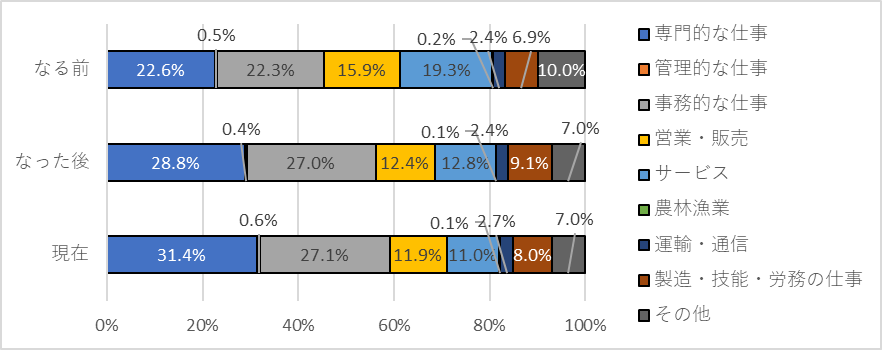 0.5% 0.2% 2.4% 6.9%
なる前 22.6% 22.3% 15.9% 19.3% 10.0%
0.4% 0.1% 2.4% 7.0%
なった後 28.8% 27.0% 12.4% 12.8% 9.1%
0.6% 0.1% 2.7% 7.0%
現在 31.4% 27.1% 11.9% 11.0% 8.0%
0% 20% 40% 60% 80% 100%
専門的な仕事
管理的な仕事
事務的な仕事
営業・販売
サービス
農林漁業
運輸・通信
製造・技能・労務の仕事
その他